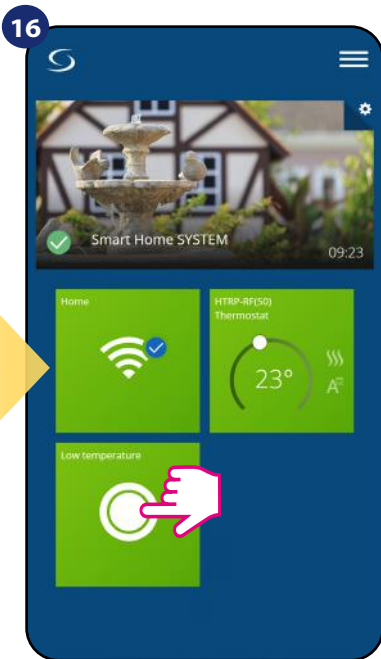 16
Smart Home SYSTEM
09:23
Home
HTRP-RF(50)
Thermostat
23°
A
Low temperature